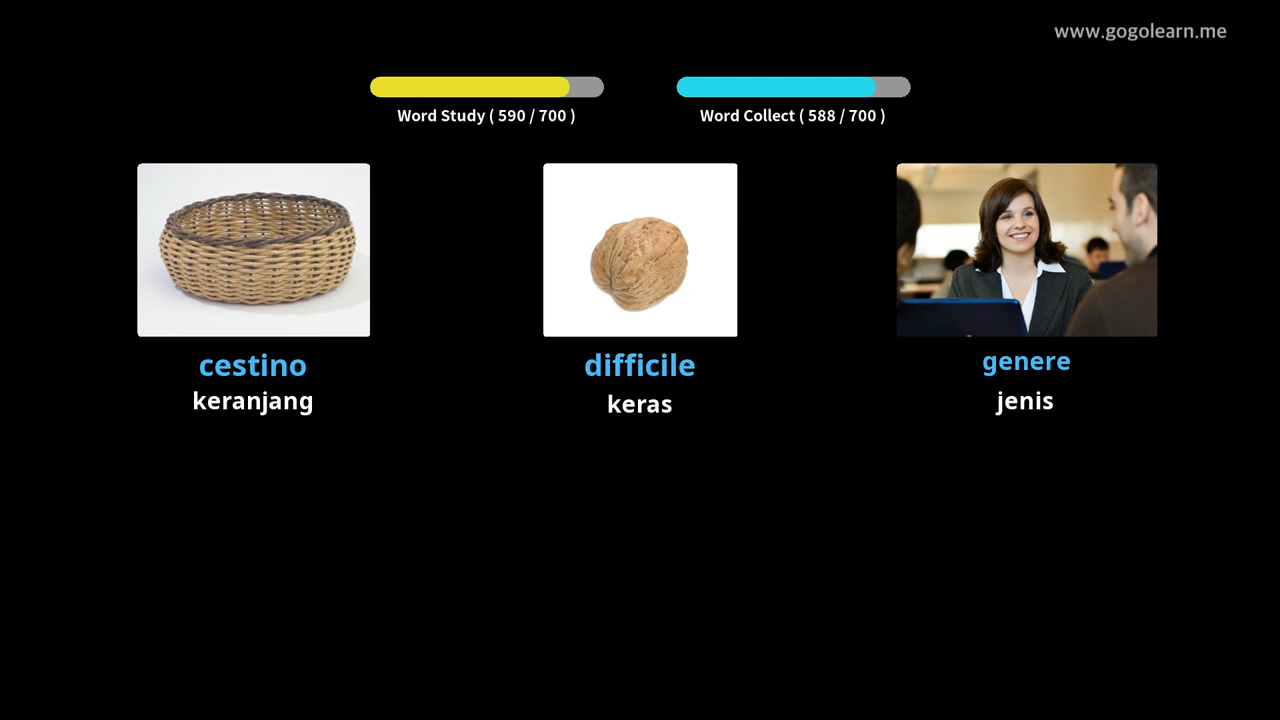 www.gogolearn.me
Word Study ( 590 / 700 )
Word Collect ( 588 / 700 )
cestino
keranjang
difficile
keras
genere
jenis